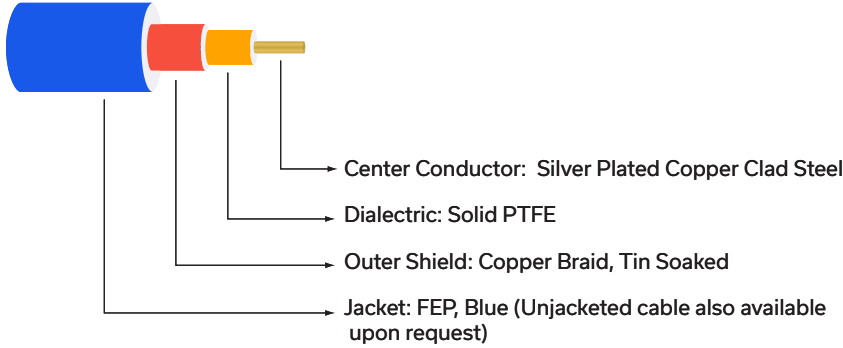 Center Conductor:  Silver Plated Copper Clad Steel
Dialectric: Solid PTFE
Outer Shield: Copper Braid, Tin Soaked
Jacket: FEP, Blue (Unjacketed cable also available
upon request)